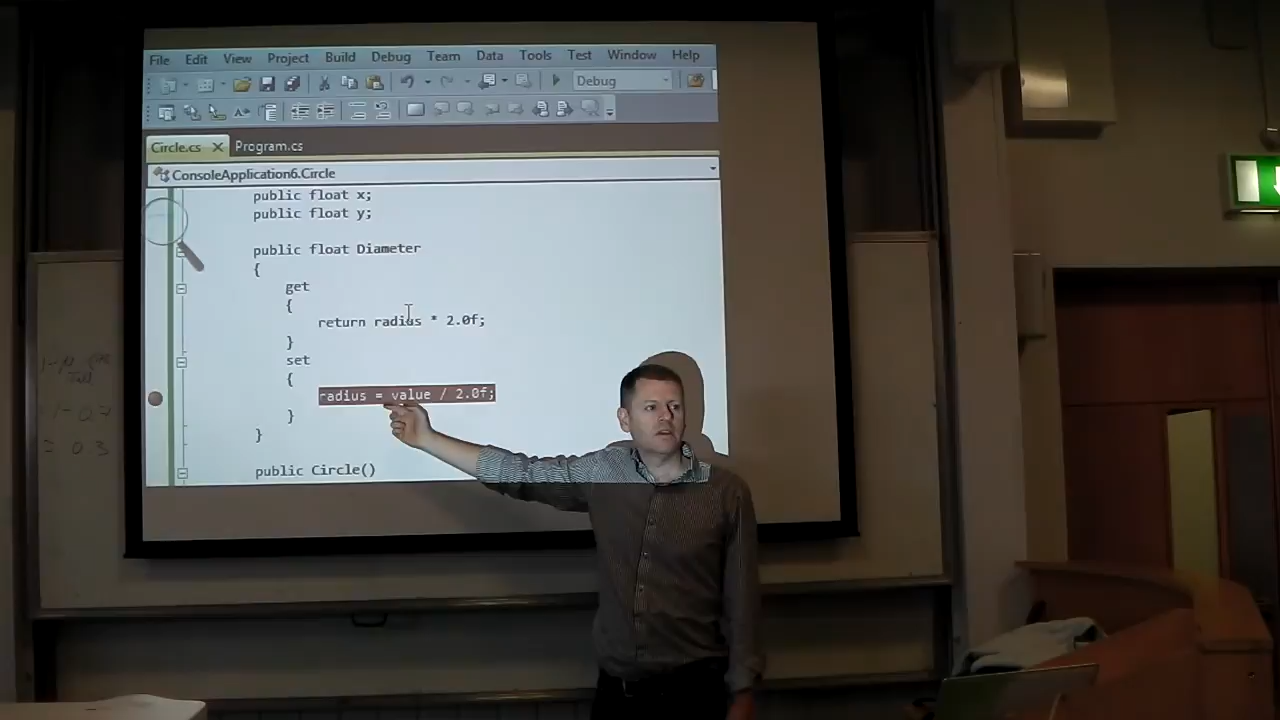 File Edit View Project Build Debug Team Data Tools Test Window Help
Debug
Circle.cs X Program.cs
ConsoleApplication6.Circle
public float x;
public float y;
public float Diameter
{
get
{
return radius * 2.0f;
}
set
{
radius = value / 2.0f;
}
}
public Circle()
= 0.3